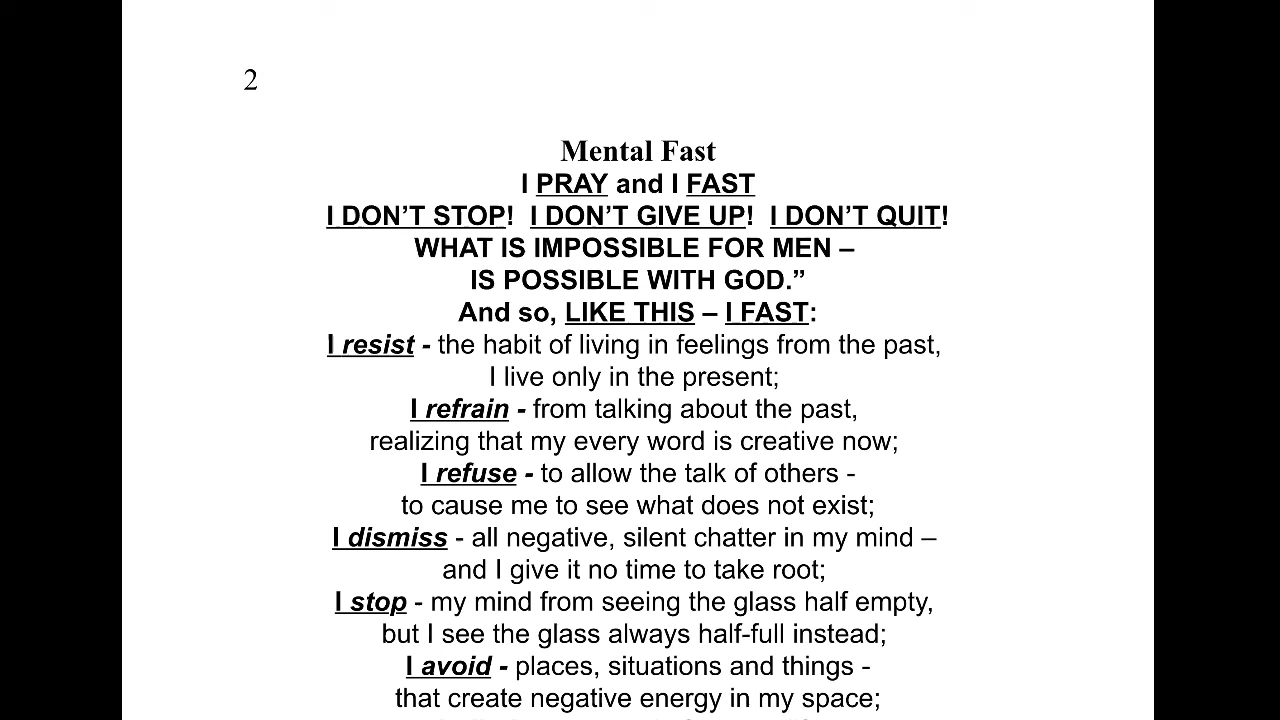 2
Mental Fast
I PRAY and I FAST
I DON’T STOP! I DON’T GIVE UP! I DON’T QUIT!
WHAT IS IMPOSSIBLE FOR MEN –
IS POSSIBLE WITH GOD.”
And so, LIKE THIS – I FAST:
I resist - the habit of living in feelings from the past,
I live only in the present;
I refrain - from talking about the past,
realizing that my every word is creative now;
I refuse - to allow the talk of others -
to cause me to see what does not exist;
I dismiss - all negative, silent chatter in my mind –
and I give it no time to take root;
I stop - my mind from seeing the glass half empty,
but I see the glass always half-full instead;
I avoid - places, situations and things -
that create negative energy in my space;